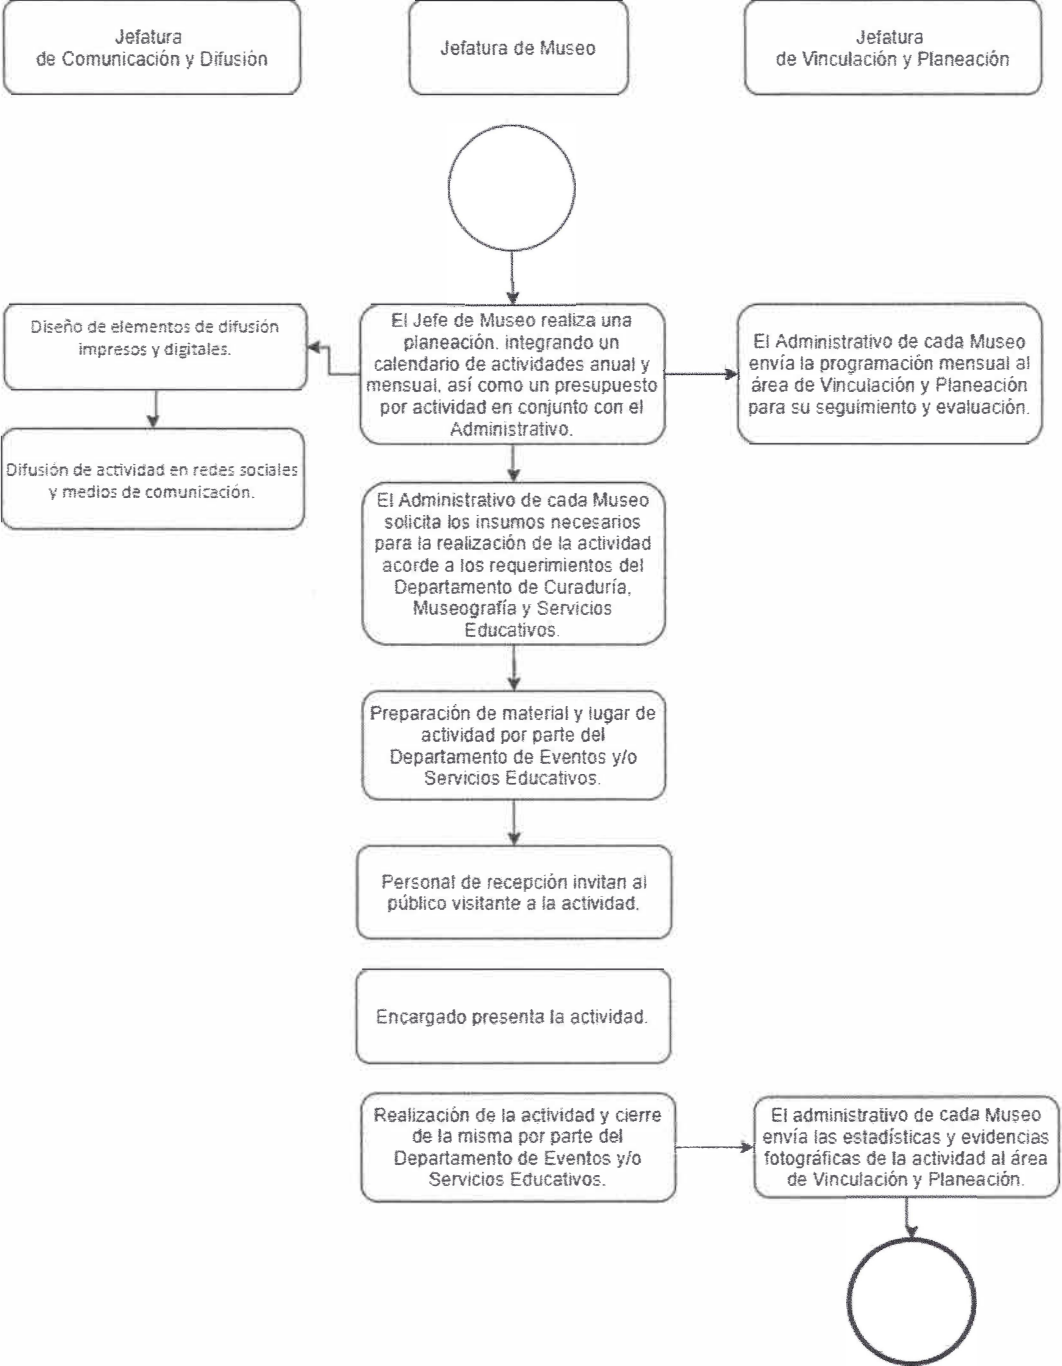 Jefatura
de Comunicación y Difusión
Jefatura de Museo
Jefatura
de Vinculación y Planeación
Diseño de elementos de difusión
impresos y digitales.
El Jefe de Museo realiza una
planeación. integrando un
calendario de actividades anual y
mensual, así como un presupuesto
por actividad en conjunto con el
Administrativo.
El Administrativo de cada Museo
envía la programación mensual al
área de Vinculación y Planeación
para su seguimiento y evaluación.
Difusión de actividad en redes sociales
y medios de comunicación.
El Administrativo de cada Museo
solicita los insumos necesarios
para la realización de la actividad
acorde a los requerimientos del
Departamento de Curaduría,
Museografía y Servicios
Educativos.
Preparación de material y lugar de
actividad por parte del
Departamento de Eventos y/o
Servicios Educativos.
Personal de recepción invitan al
público visitante a la actividad.
Encargado presenta la actividad.
Realización de la actividad y cierre
de la misma por parte del
Departamento de Eventos y/o
Servicios Educativos.
El administrativo de cada Museo
envía las estadísticas y evidencias
fotográficas de la actividad al área
de Vinculación y Planeación.